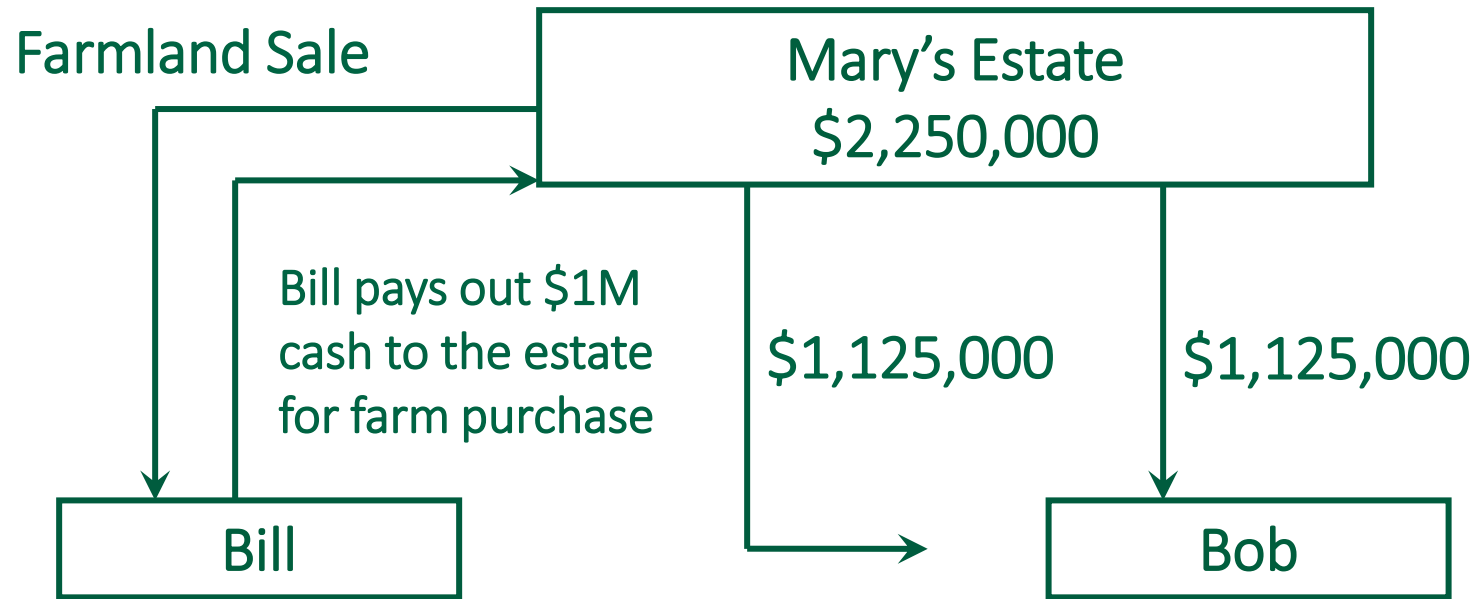 Farmland Sale
Mary’s Estate
$2,250,000
Bill pays out $1M
cash to the estate
for farm purchase
$1,125,000
$1,125,000
Bill
Bob